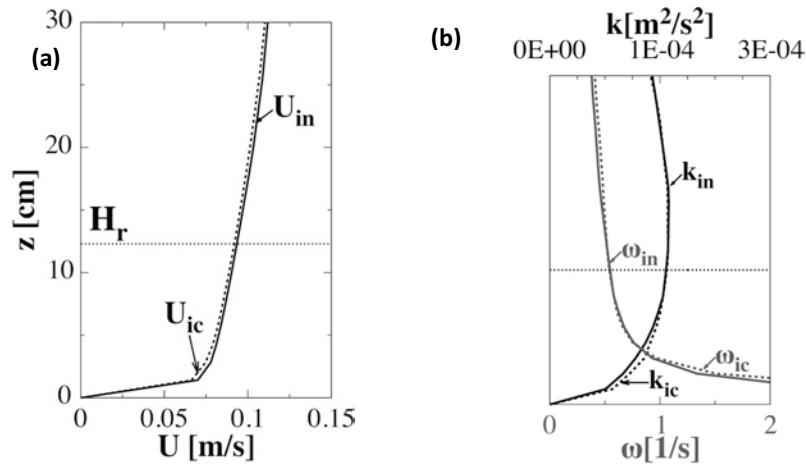 (a)
30
20
10
0
z [cm]
H_r
U_in
U_ic
0
0.05
0.1
0.15
U [m/s]
(b)
k[m²/s²]
0E+00
1E-04
3E-04
k_in
ω_in
ω_ic
k_ic
0
1
2
ω[1/s]